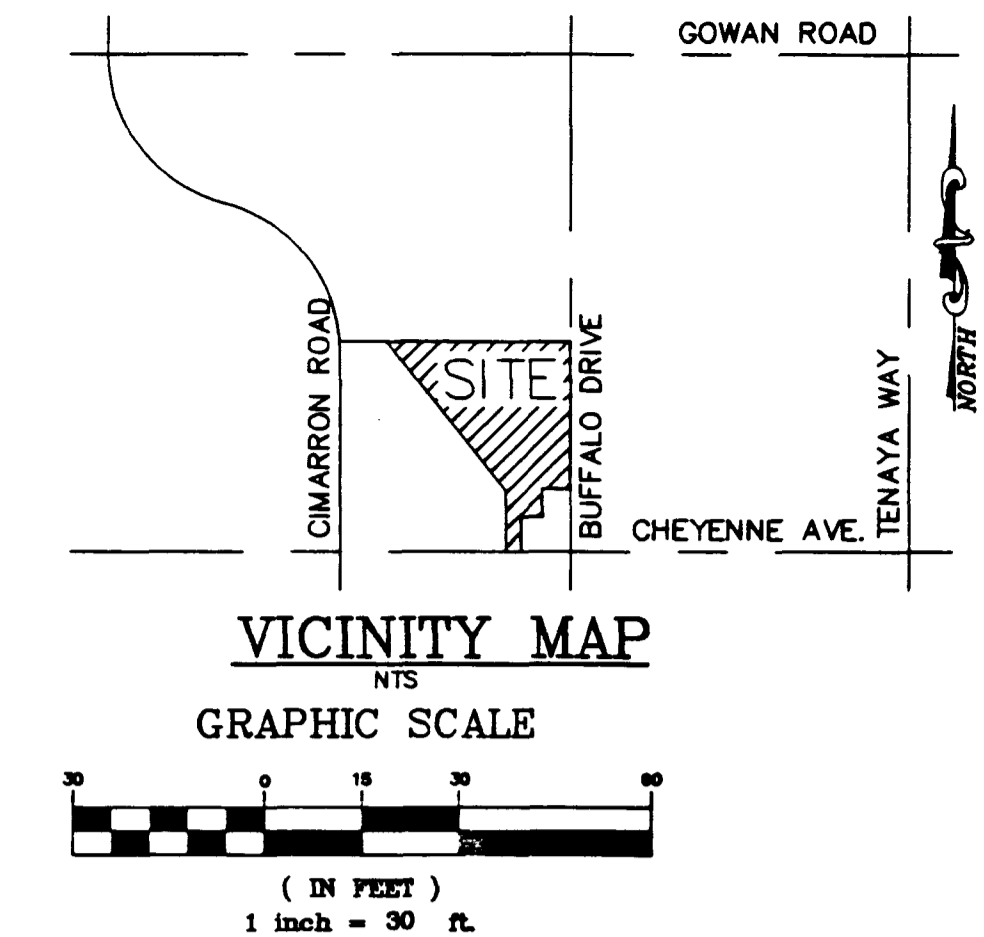 GOWAN ROAD
NORTH
CIMARRON ROAD
SITE
BUFFALO DRIVE
TENAYA WAY
CHEYENNE AVE.
VICINITY MAP
NTS
GRAPHIC SCALE
30 0 15 30 60
( IN FEET )
1 inch = 30 ft.